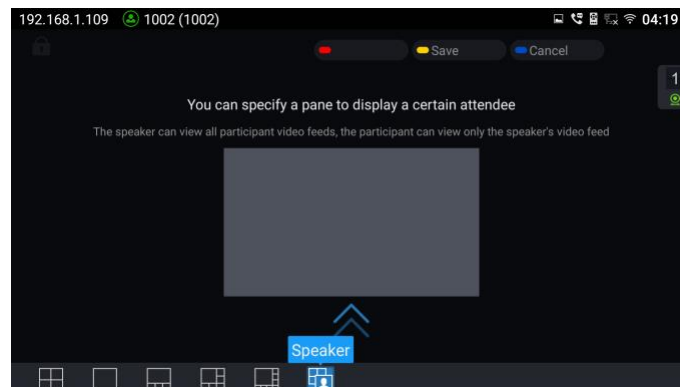 192.168.1.109 1002 (1002) 04:19
Save Cancel
1
You can specify a pane to display a certain attendee
The speaker can view all participant video feeds, the participant can view only the speaker's video feed
Speaker